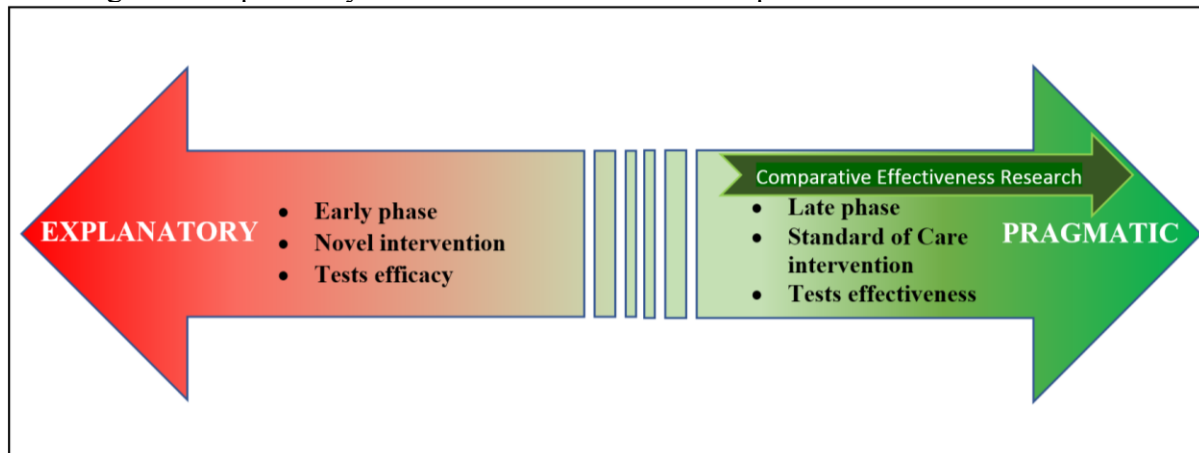 EXPLANATORY
• Early phase
• Novel intervention
• Tests efficacy
Comparative Effectiveness Research
• Late phase
• Standard of Care
intervention
• Tests effectiveness
PRAGMATIC